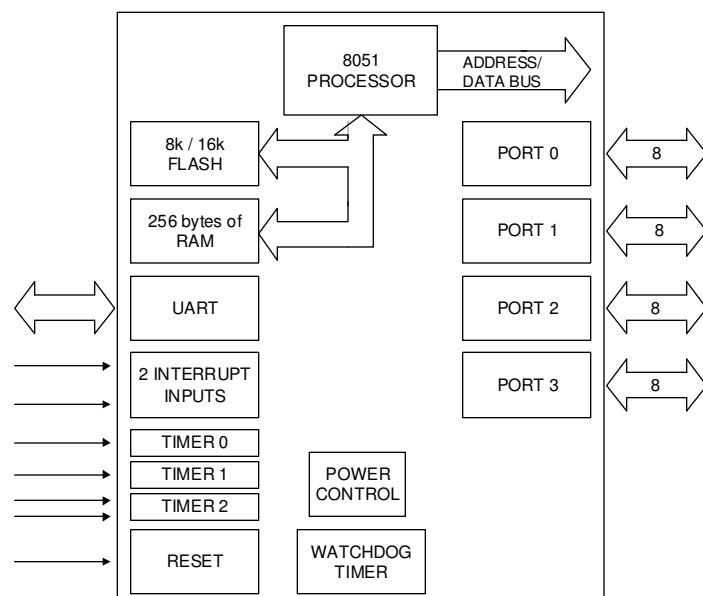 8051
PROCESSOR
ADDRESS/
DATA BUS
8k / 16k
FLASH
PORT 0
8
256 bytes of
RAM
PORT 1
8
UART
PORT 2
8
2 INTERRUPT
INPUTS
PORT 3
8
TIMER 0
TIMER 1
TIMER 2
POWER
CONTROL
RESET
WATCHDOG
TIMER